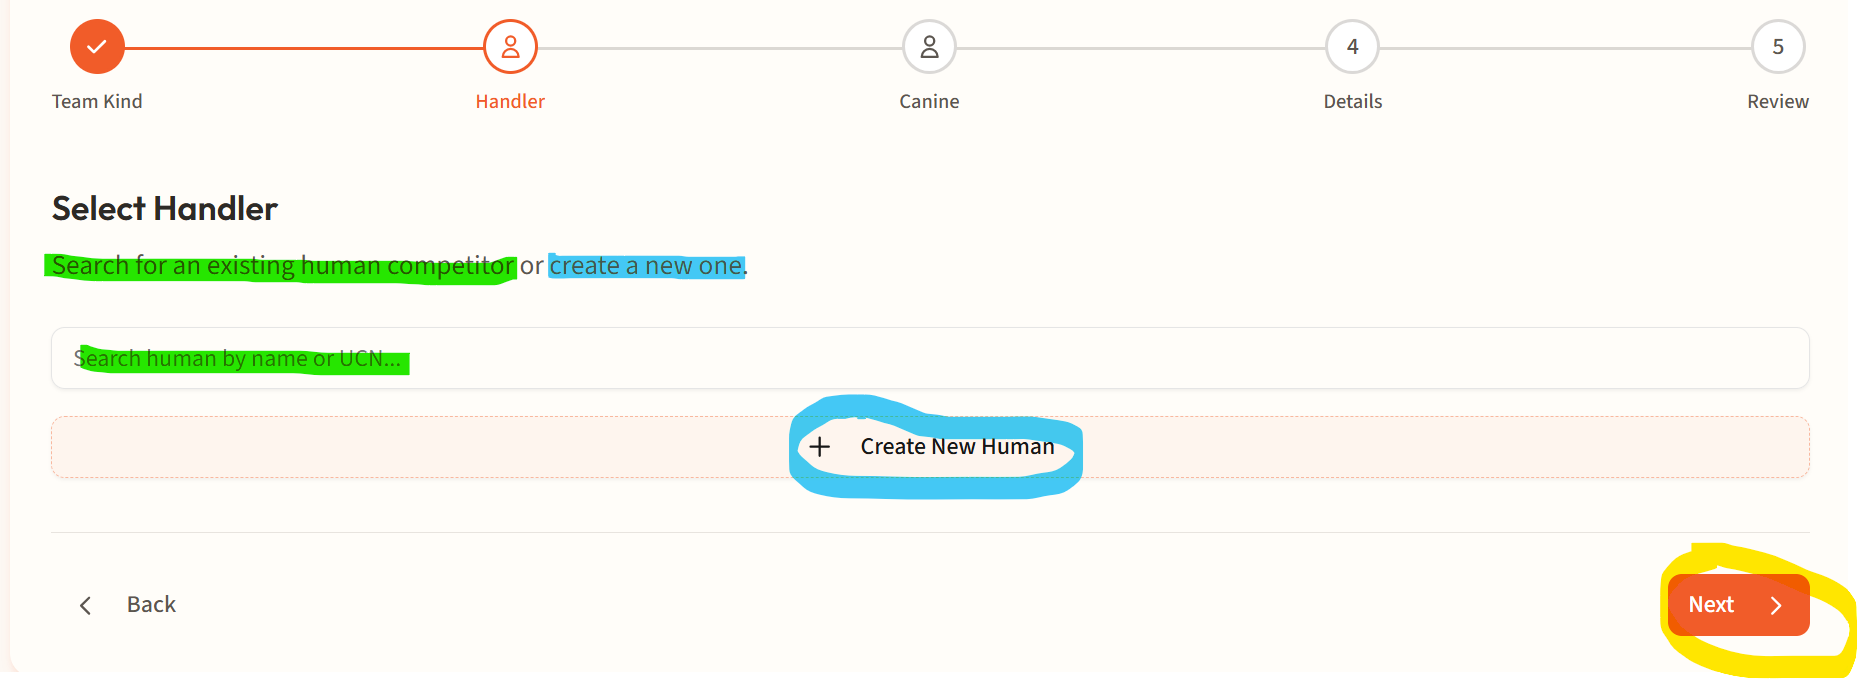 4
5
Team Kind
Handler
Canine
Details
Review
Select Handler
Search for an existing human competitor or create a new one.
Search human by name or UCN...
Create New Human
Back
Next